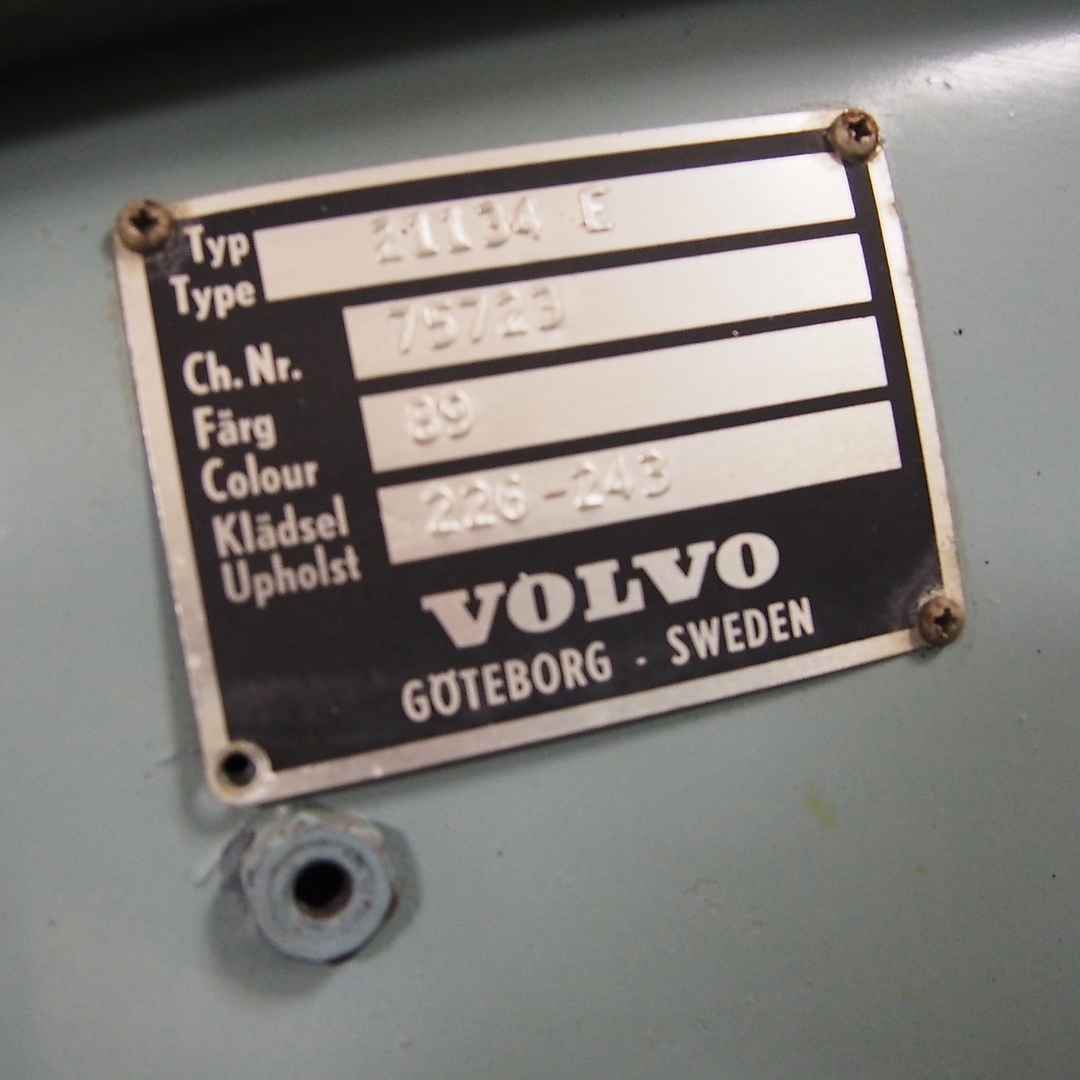 Typ 21134 E
Type
Ch. Nr. 75723
Färg 89
Colour
Klädsel 226-243
Upholst
VOLVO
GÖTEBORG - SWEDEN